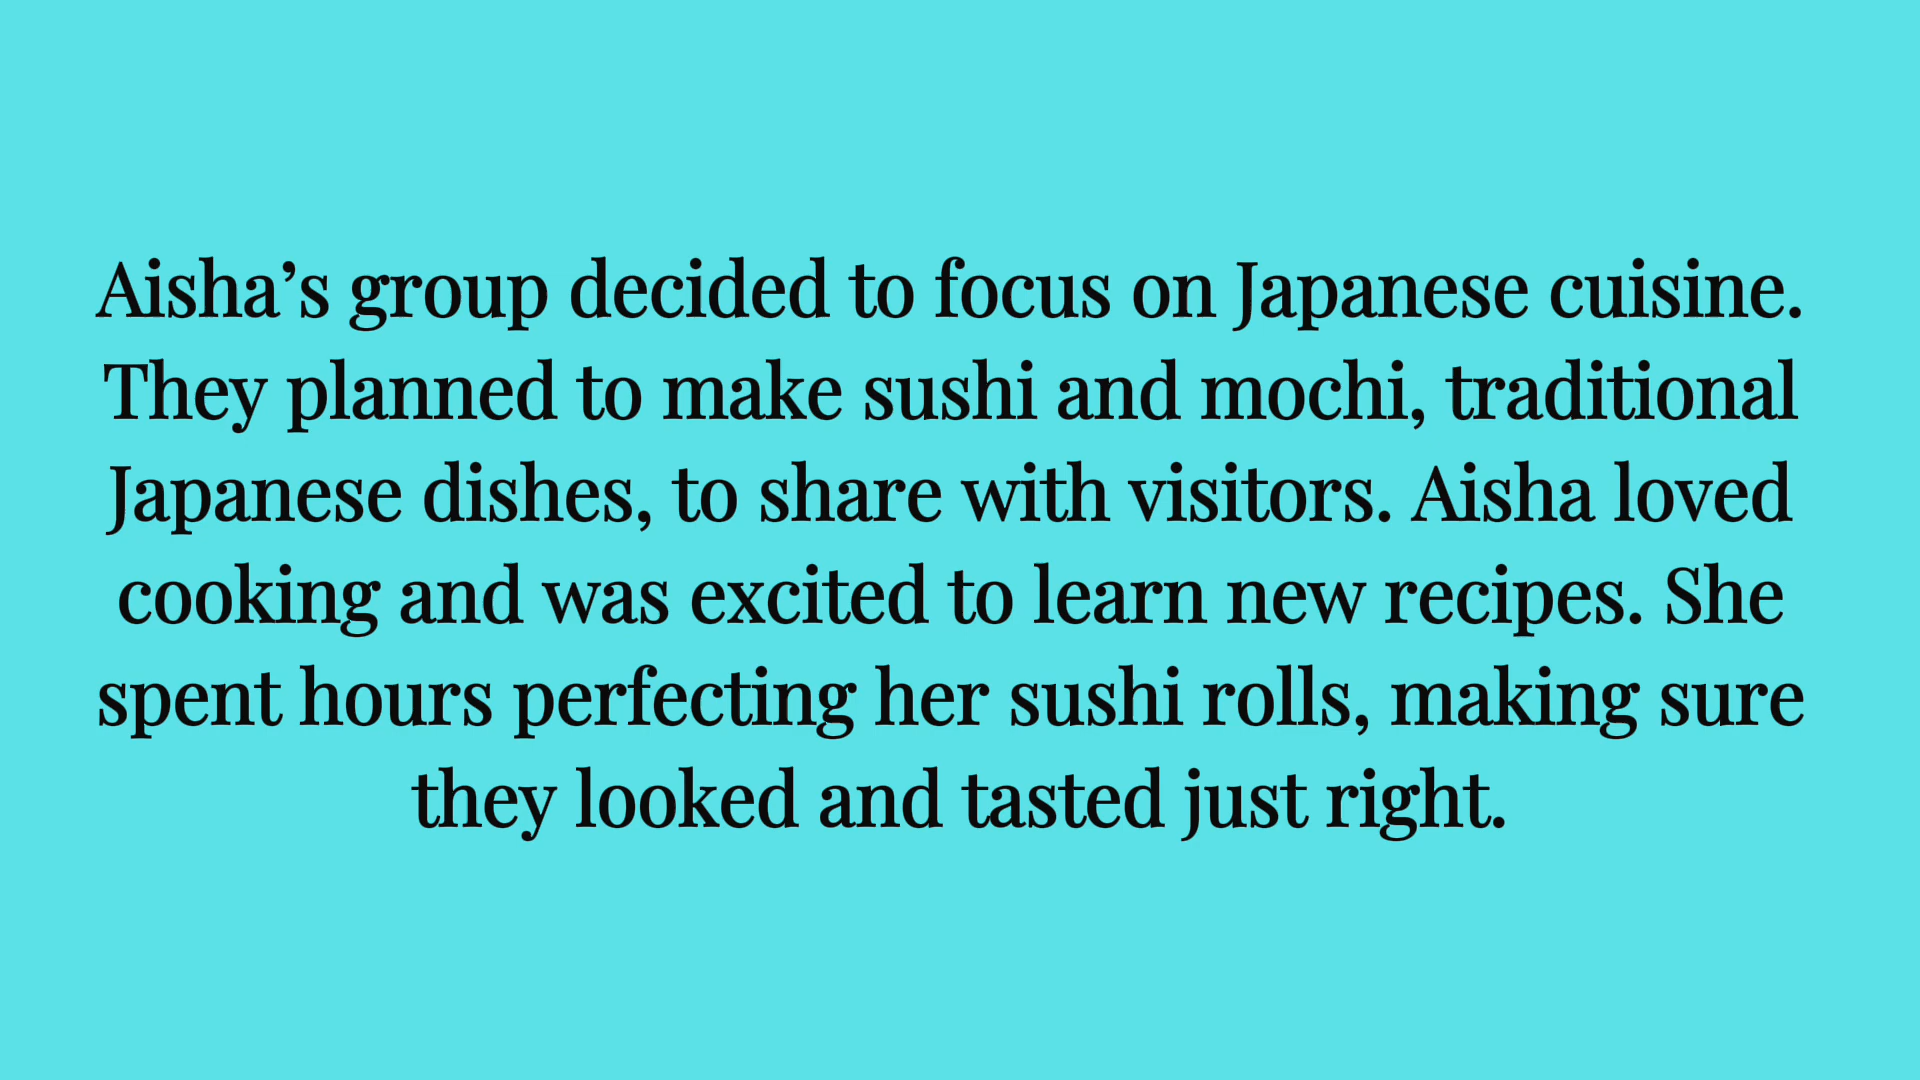 Aisha’s group decided to focus on Japanese cuisine.
They planned to make sushi and mochi, traditional
Japanese dishes, to share with visitors. Aisha loved
cooking and was excited to learn new recipes. She
spent hours perfecting her sushi rolls, making sure
they looked and tasted just right.